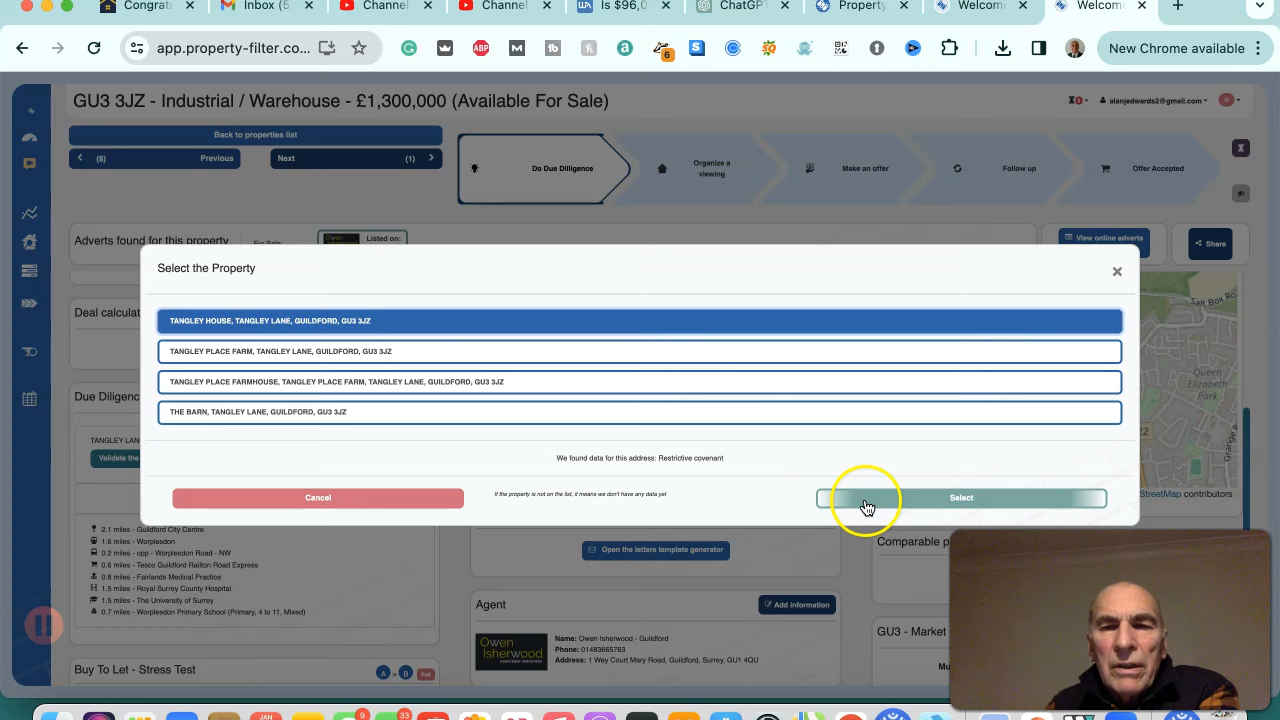 Congrat
Inbox (5,
Channel
Channel
Is $96,0
ChatGP
Property
Welcom
Welcom
app.property-filter.co...
6
New Chrome available
GU3 3JZ - Industrial / Warehouse - £1,300,000 (Available For Sale)
alanjedwards2@gmail.com
Back to properties list
(8) Previous
Next (1)
Do Due Dilligence
Organize a viewing
Make an offer
Follow up
Offer Accepted
Adverts found for this property
For Sale:
Listed on:
View online adverts
Share
Select the Property
Deal calculat
TANGLEY HOUSE, TANGLEY LANE, GUILDFORD, GU3 3JZ
TANGLEY PLACE FARM, TANGLEY LANE, GUILDFORD, GU3 3JZ
TANGLEY PLACE FARMHOUSE, TANGLEY PLACE FARM, TANGLEY LANE, GUILDFORD, GU3 3JZ
THE BARN, TANGLEY LANE, GUILDFORD, GU3 3JZ
Salt Box Ro
Queen
Elizabeth
Park
Due Diligenc
TANGLEY LAN
Validate the
We found data for this address: Restrictive covenant
Cancel
If the property is not on the list, it means we don't have any data yet
Select
StreetMap contributors
2.1 miles - Guildford City Centre
1.6 miles - Worplesdon
0.2 miles - opp - Worplesdon Road - NW
0.6 miles - Tesco Guildford Railton Road Express
0.8 miles - Fairlands Medical Practice
1.5 miles - Royal Surrey County Hospital
1.5 miles - The University of Surrey
0.7 miles - Worplesdon Primary School (Primary, 4 to 11, Mixed)
Open the letters template generator
Comparable p
Agent
Add information
Owen
Isherwood
CHARTERED SURVEYORS
Name: Owen Isherwood - Guildford
Phone: 01483665763
Address: 1 Wey Court Mary Road, Guildford, Surrey, GU1 4QU
GU3 - Market
Mu
Buy To Let - Stress Test
A > B
Fail
JAN
9
33